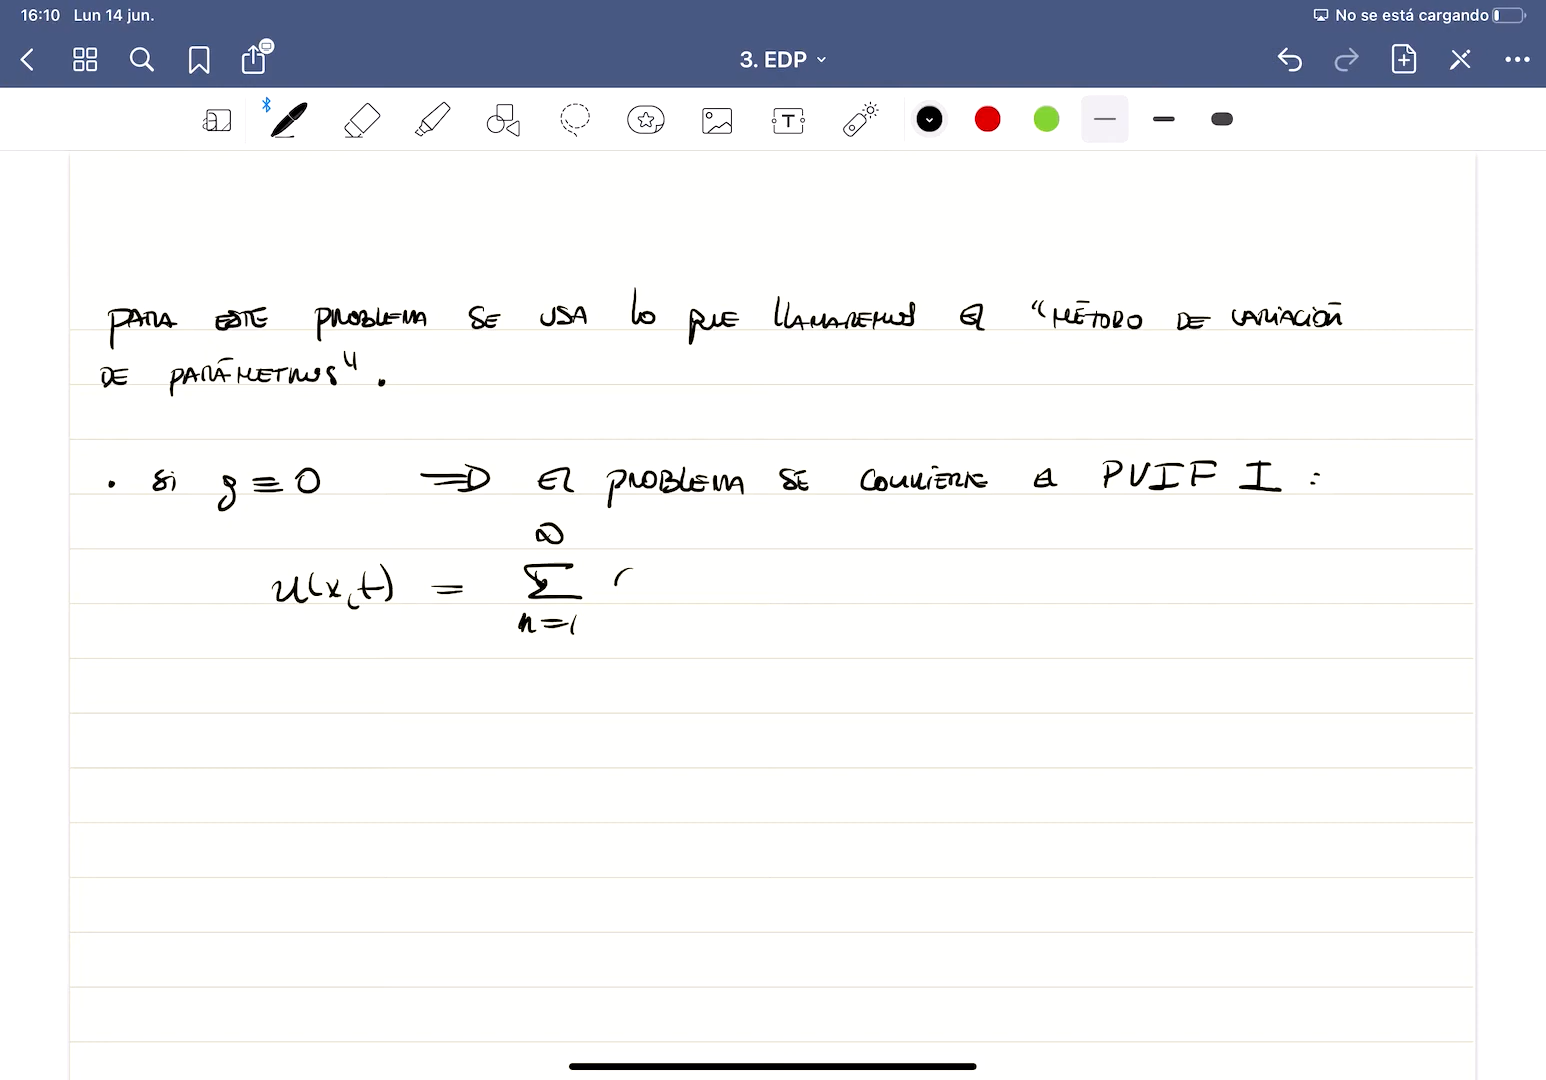 16:10 Lun 14 jun. No se está cargando
3. EDP
T
PARA ESTE PROBLEMA SE USA lo QUE LLAMAREMOS El "MÉTODO DE VARIACIÓN
DE PARÁMETROS".
· Si g ≡ 0 ⇒ El PROBLEMA SE CONVIERTE A PVIF I :
u(x,t) = ∑_{n=1}^{∞} (